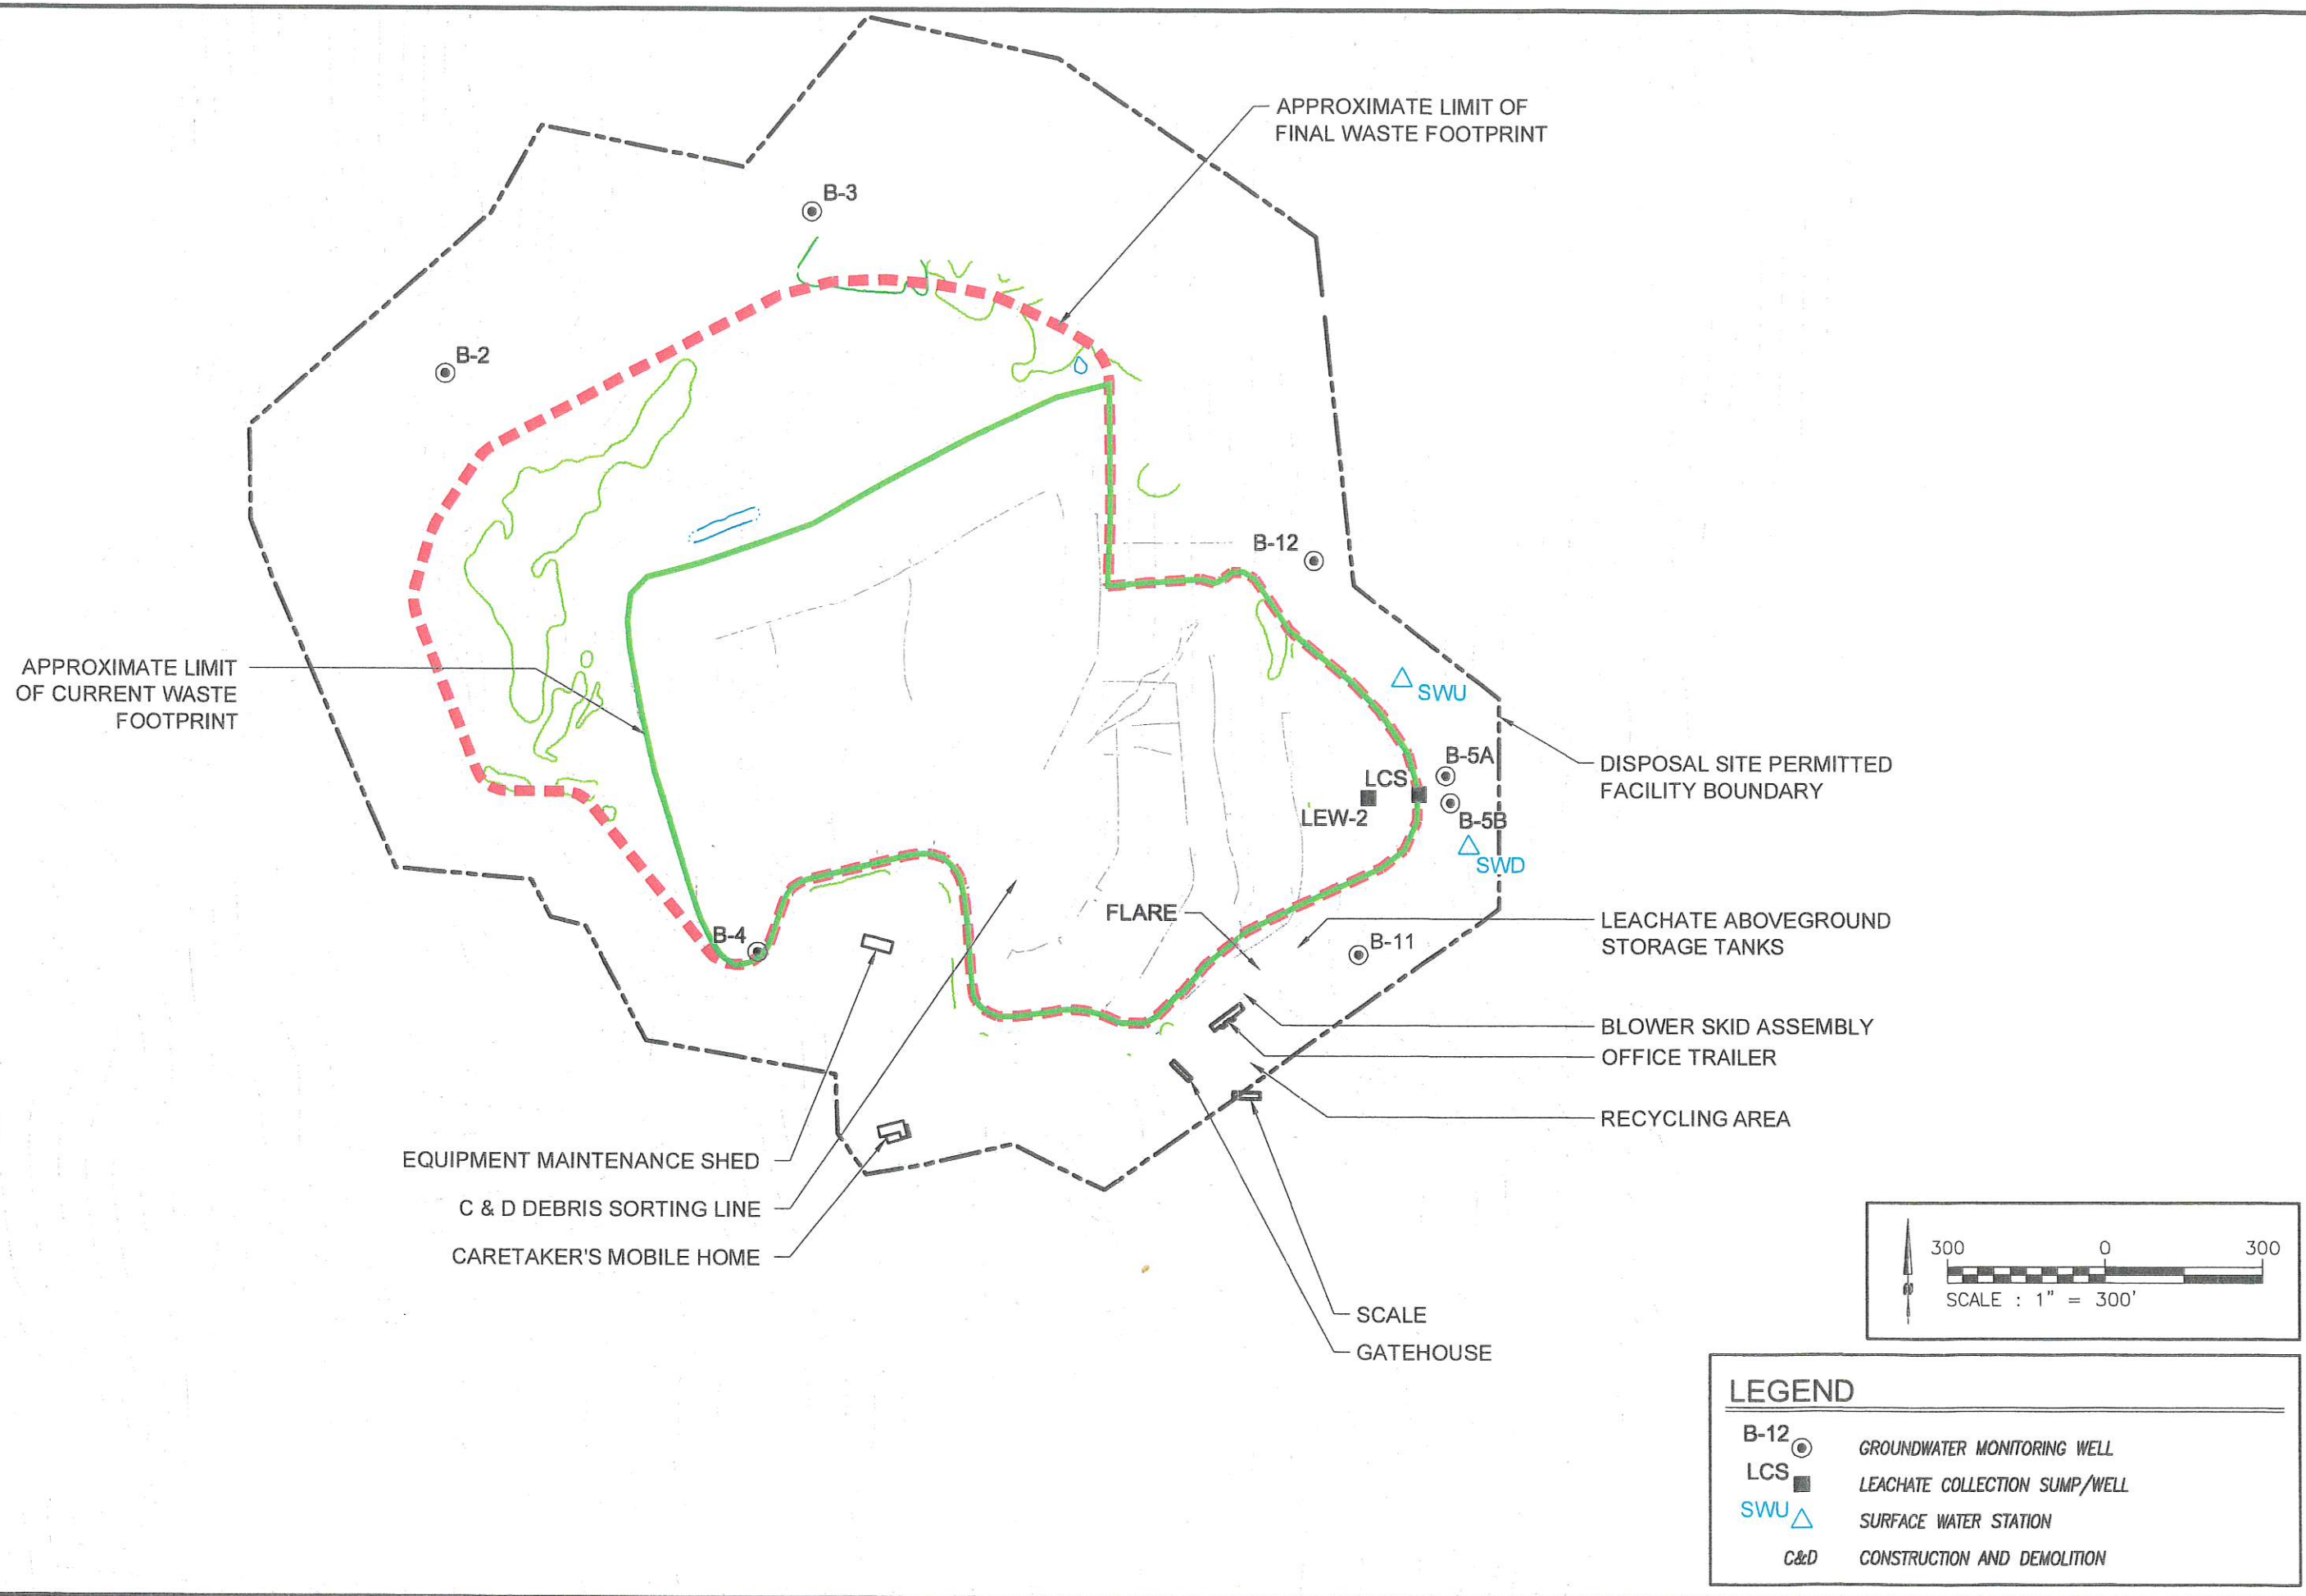 APPROXIMATE LIMIT OF
FINAL WASTE FOOTPRINT
B-3
B-2
B-12
APPROXIMATE LIMIT
OF CURRENT WASTE
FOOTPRINT
SWU
B-5A
LCS
LEW-2
B-5B
SWD
DISPOSAL SITE PERMITTED
FACILITY BOUNDARY
FLARE
B-4
B-11
LEACHATE ABOVEGROUND
STORAGE TANKS
BLOWER SKID ASSEMBLY
OFFICE TRAILER
RECYCLING AREA
EQUIPMENT MAINTENANCE SHED
C & D DEBRIS SORTING LINE
CARETAKER'S MOBILE HOME
SCALE
GATEHOUSE
300 0 300
SCALE : 1" = 300'
LEGEND
B-12 GROUNDWATER MONITORING WELL
LCS LEACHATE COLLECTION SUMP/WELL
SWU SURFACE WATER STATION
C&D CONSTRUCTION AND DEMOLITION